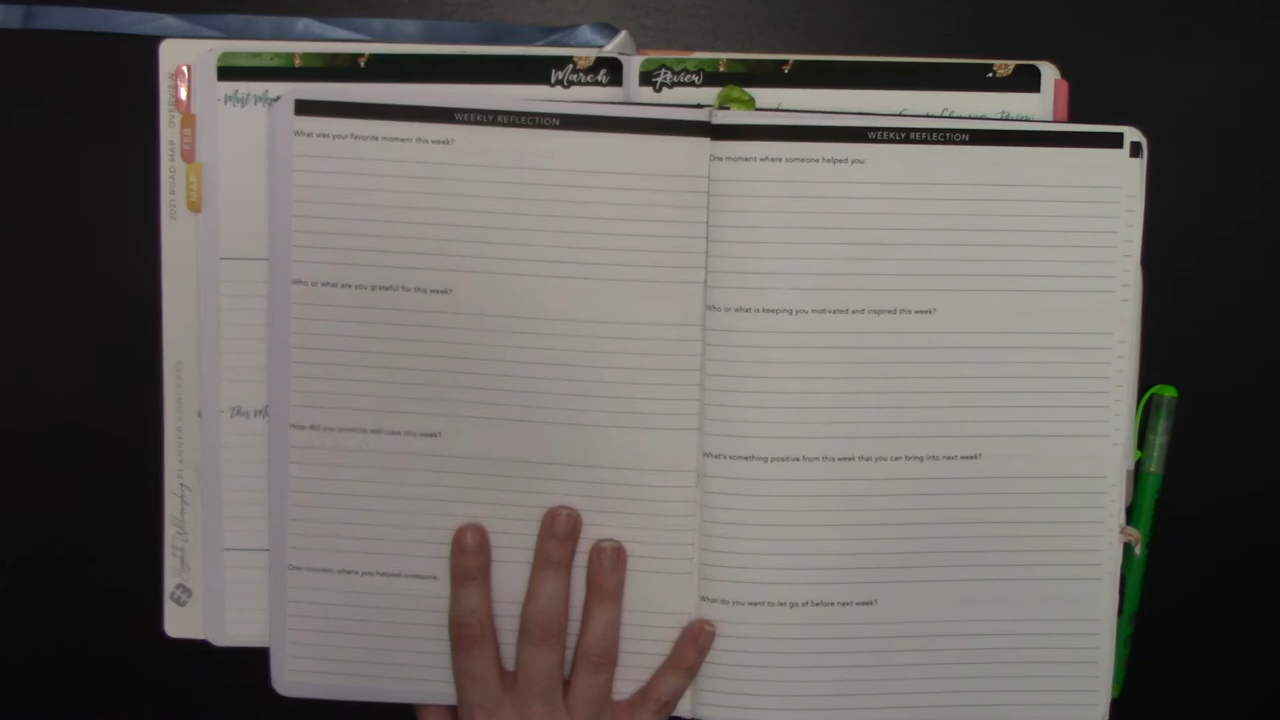 March
Review
2021 ROAD MAP · OVERVIEW
FEB
MAR
PLANNER CONCEPTS
WEEKLY REFLECTION
What was your favorite moment this week?
Who or what are you grateful for this week?
How did you practice self-care this week?
One moment where you helped someone:
WEEKLY REFLECTION
One moment where someone helped you:
Who or what is keeping you motivated and inspired this week?
What's something positive from this week that you can bring into next week?
What do you want to let go of before next week?